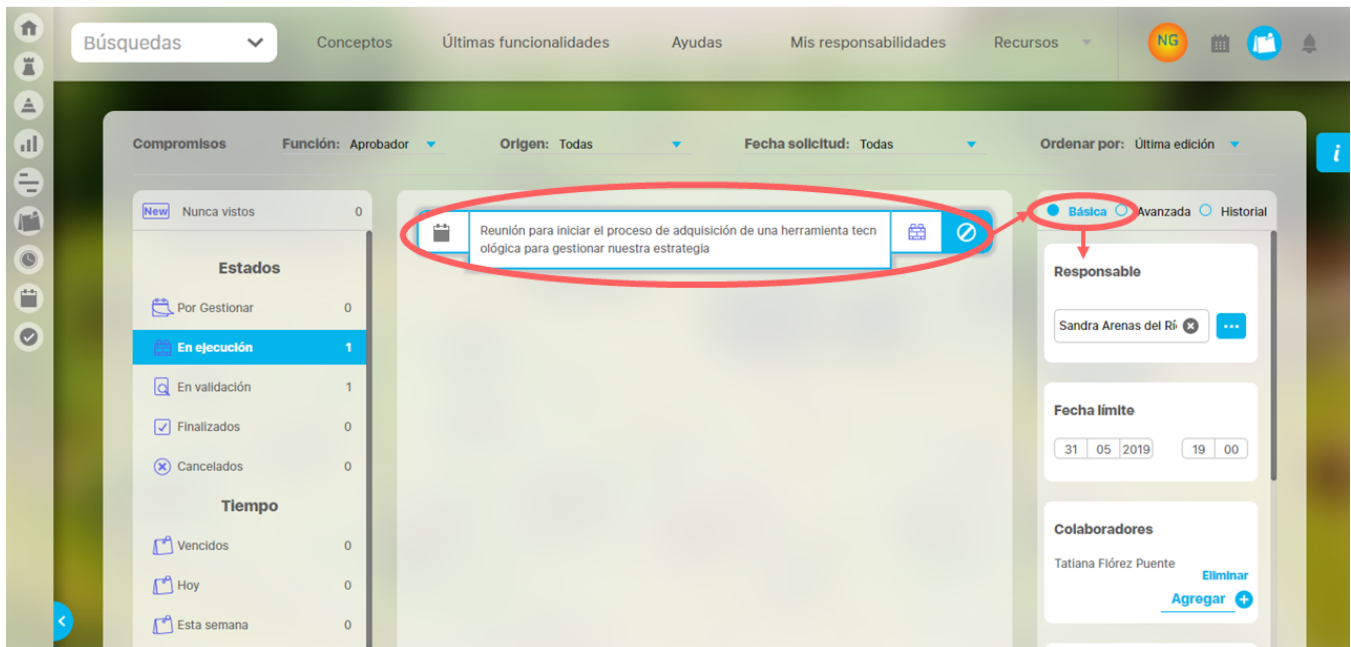 Búsquedas
Conceptos
Últimas funcionalidades
Ayudas
Mis responsabilidades
Recursos
NG
Compromisos
Función: Aprobador
Origen: Todas
Fecha solicitud: Todas
Ordenar por: Última edición
i
New Nunca vistos 0
Estados
Por Gestionar 0
En ejecución 1
En validación 1
Finalizados 0
Cancelados 0
Tiempo
Vencidos 0
Hoy 0
Esta semana 0
Reunión para iniciar el proceso de adquisición de una herramienta tecn
ológica para gestionar nuestra estrategia
Básica Avanzada Historial
Responsable
Sandra Arenas del Rí
Fecha límite
31 05 2019 19 00
Colaboradores
Tatiana Flórez Puente
Eliminar
Agregar